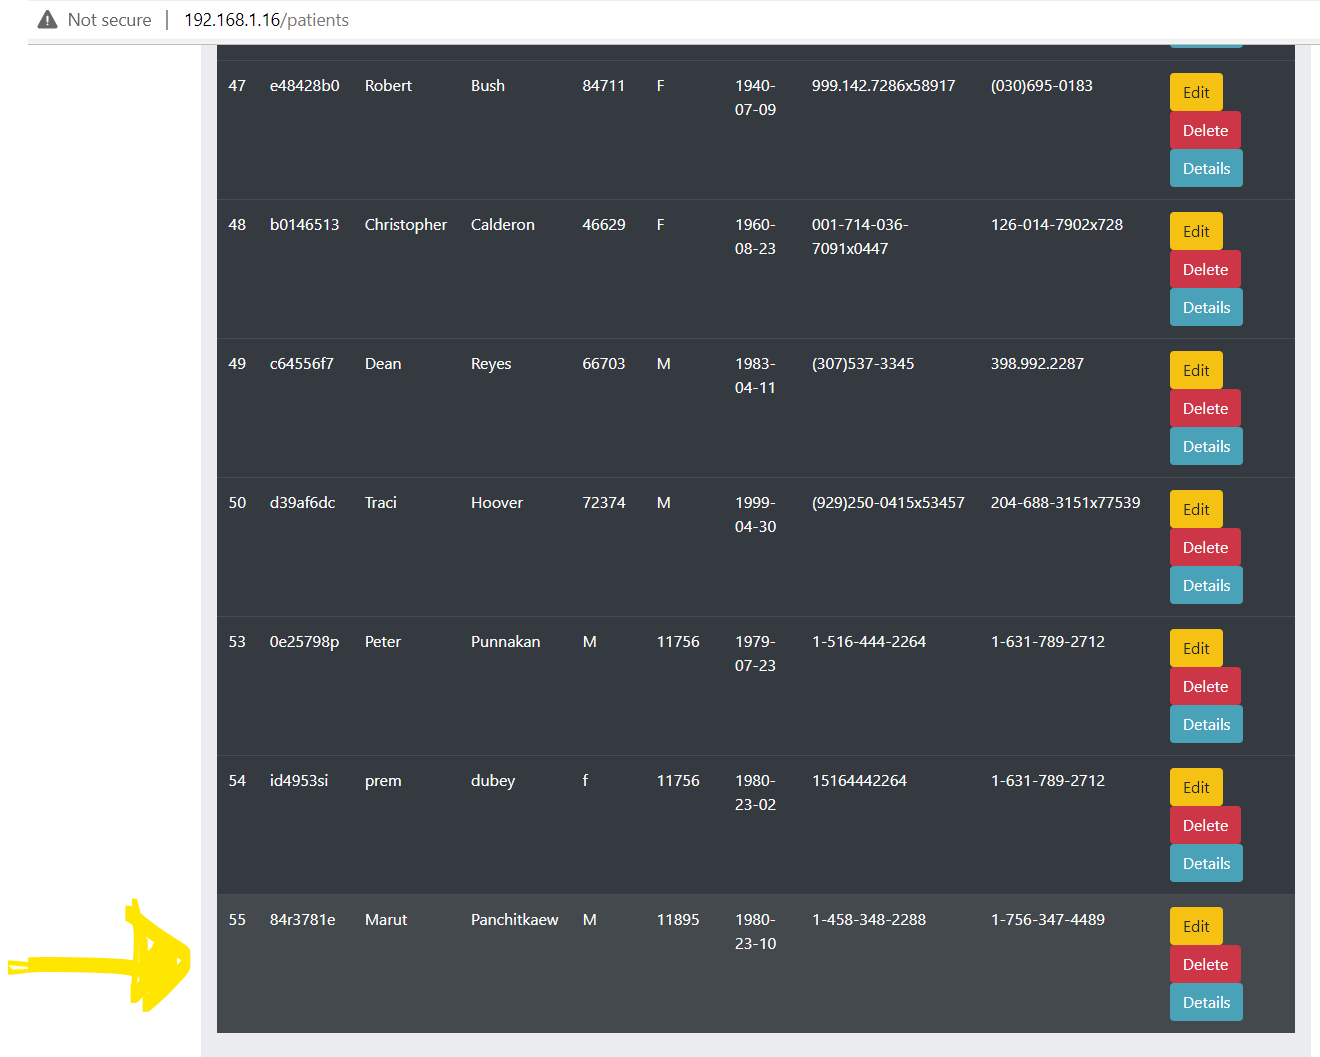 Not secure | 192.168.1.16/patients
47 e48428b0 Robert Bush 84711 F 1940-07-09 999.142.7286x58917 (030)695-0183 Edit
Delete
Details
48 b0146513 Christopher Calderon 46629 F 1960-08-23 001-714-036-7091x0447 126-014-7902x728 Edit
Delete
Details
49 c64556f7 Dean Reyes 66703 M 1983-04-11 (307)537-3345 398.992.2287 Edit
Delete
Details
50 d39af6dc Traci Hoover 72374 M 1999-04-30 (929)250-0415x53457 204-688-3151x77539 Edit
Delete
Details
53 0e25798p Peter Punnakan M 11756 1979-07-23 1-516-444-2264 1-631-789-2712 Edit
Delete
Details
54 id4953si prem dubey f 11756 1980-23-02 15164442264 1-631-789-2712 Edit
Delete
Details
55 84r3781e Marut Panchitkaew M 11895 1980-23-10 1-458-348-2288 1-756-347-4489 Edit
Delete
Details